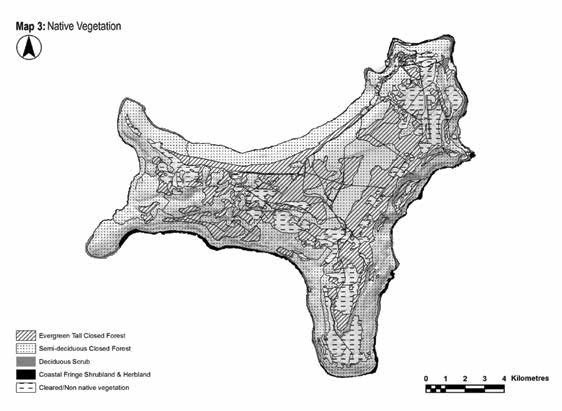 Map 3: Native Vegetation
Evergreen Tall Closed Forest
Semi-deciduous Closed Forest
Deciduous Scrub
Coastal Fringe Shrubland & Herbland
Cleared/Non native vegetation
0 1 2 3 4 Kilometres